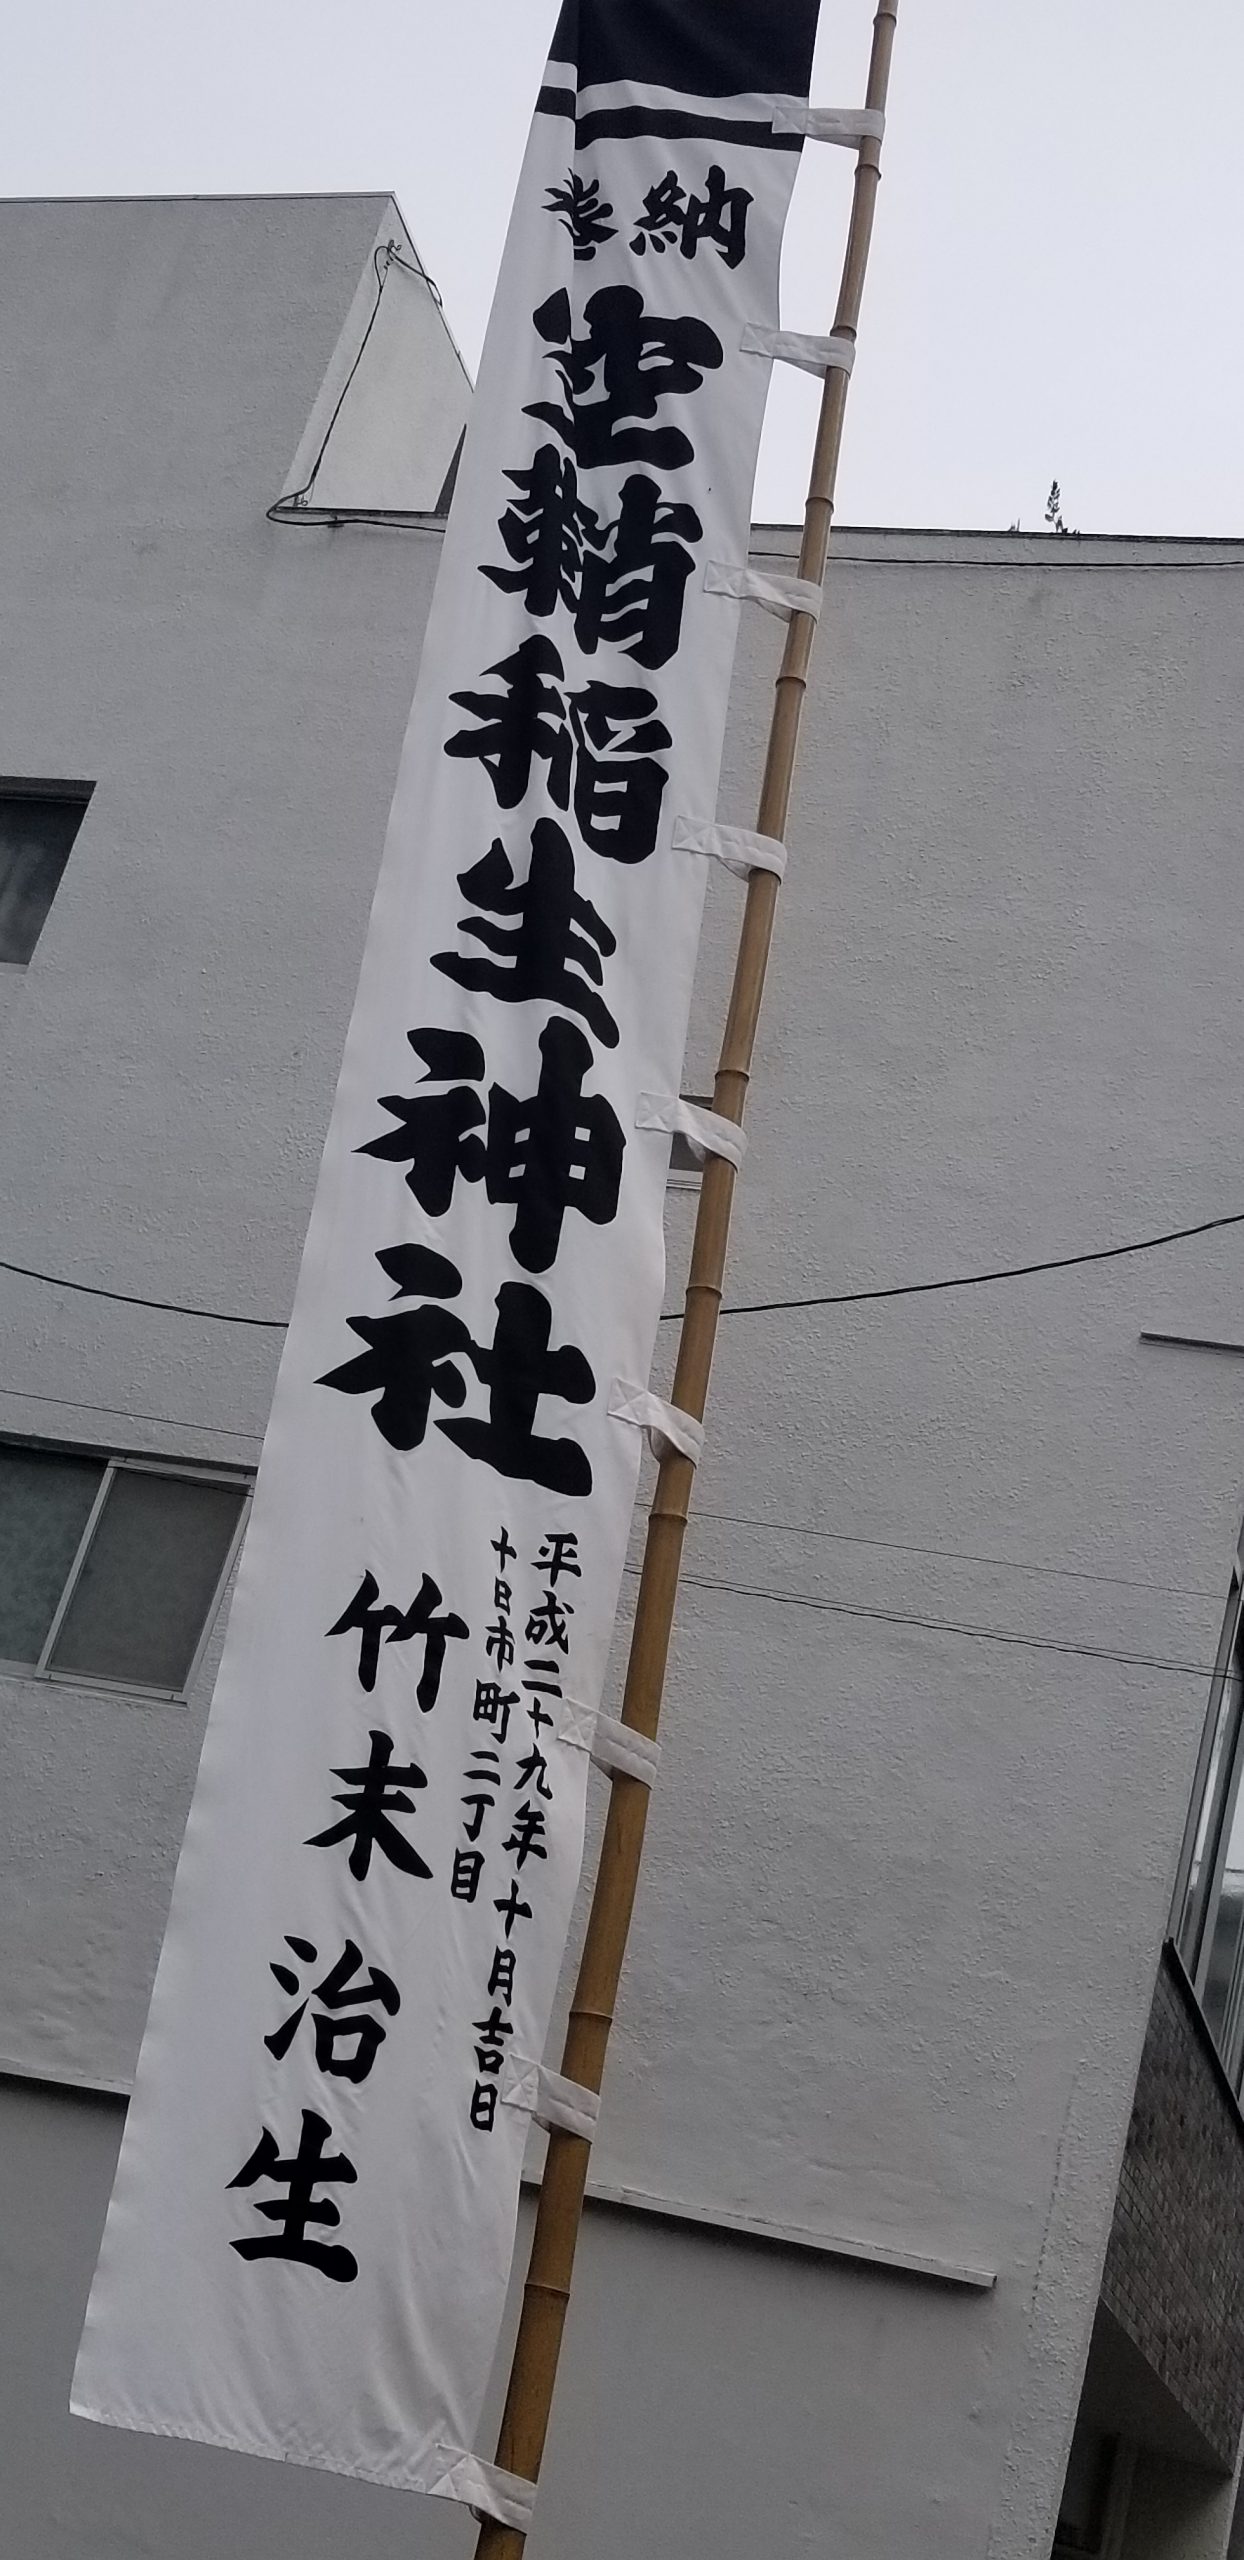 奉納
空鞘稲生神社
平成二十九年十月吉日
十日市町二丁目
竹末治生